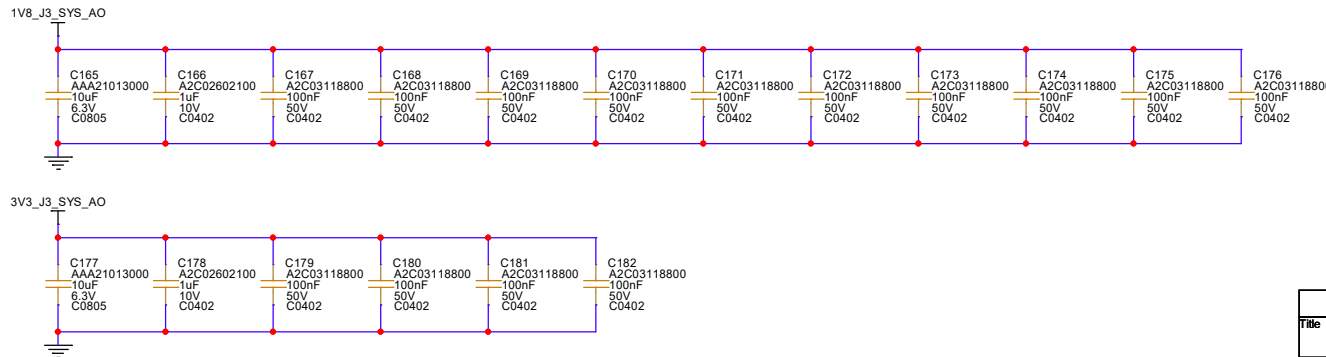 1V8_J3_SYS_AO
C165
AAA21013000
10uF
6.3V
C0805
C166
A2C02602100
1uF
10V
C0402
C167
A2C03118800
100nF
50V
C0402
C168
A2C03118800
100nF
50V
C0402
C169
A2C03118800
100nF
50V
C0402
C170
A2C03118800
100nF
50V
C0402
C171
A2C03118800
100nF
50V
C0402
C172
A2C03118800
100nF
50V
C0402
C173
A2C03118800
100nF
50V
C0402
C174
A2C03118800
100nF
50V
C0402
C175
A2C03118800
100nF
50V
C0402
C176
A2C03118800
100nF
50V
C0402
3V3_J3_SYS_AO
C177
AAA21013000
10uF
6.3V
C0805
C178
A2C02602100
1uF
10V
C0402
C179
A2C03118800
100nF
50V
C0402
C180
A2C03118800
100nF
50V
C0402
C181
A2C03118800
100nF
50V
C0402
C182
A2C03118800
100nF
50V
C0402
Title